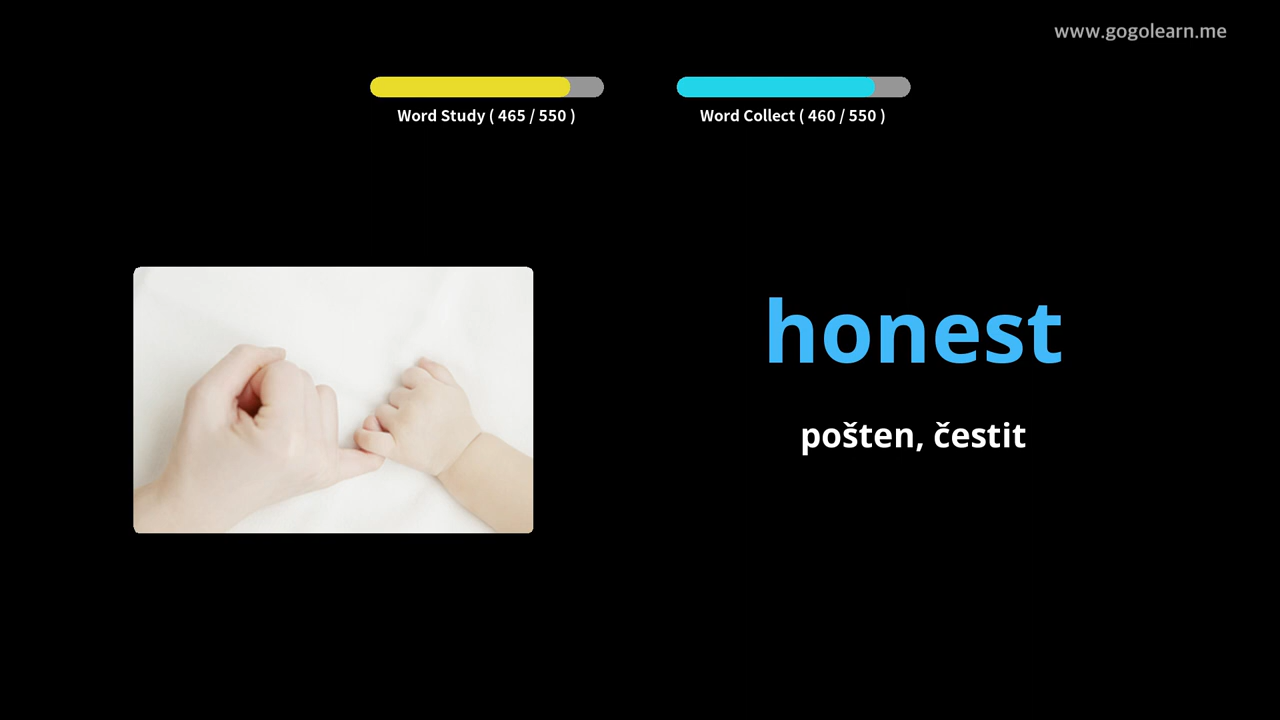 www.gogolearn.me
Word Study ( 465 / 550 )
Word Collect ( 460 / 550 )
honest
pošten, čestit